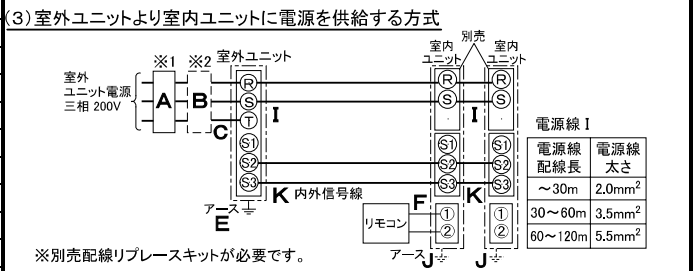 (3)室外ユニットより室内ユニットに電源を供給する方式
※1 ※2 室外ユニット
室内ユニット 別売 室内ユニット
室外
ユニット電源
三相 200V
A B C
R S T S1 S2 S3
I
R S S1 S2 S3 ① ②
I
R S S1 S2 S3 ① ②
K 内外信号線 F K
アース
E
リモコン
アース J J
※別売配線リプレースキットが必要です。
電源線 I
電源線配線長 電源線太さ
～30m 2.0mm²
30～60m 3.5mm²
60～120m 5.5mm²